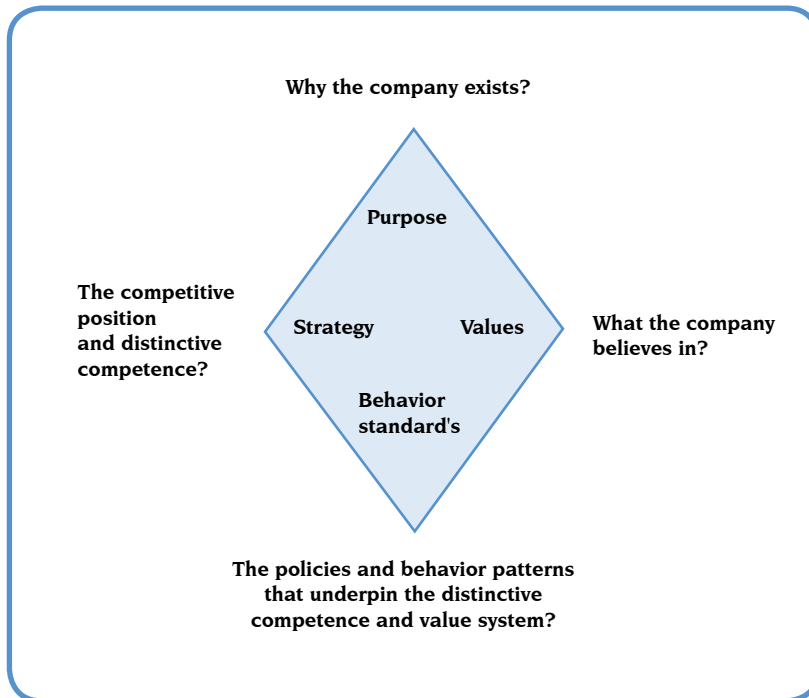 Why the company exists?
Purpose
The competitive
position
and distinctive
competence?
Strategy
Values
What the company
believes in?
Behavior
standard's
The policies and behavior patterns
that underpin the distinctive
competence and value system?